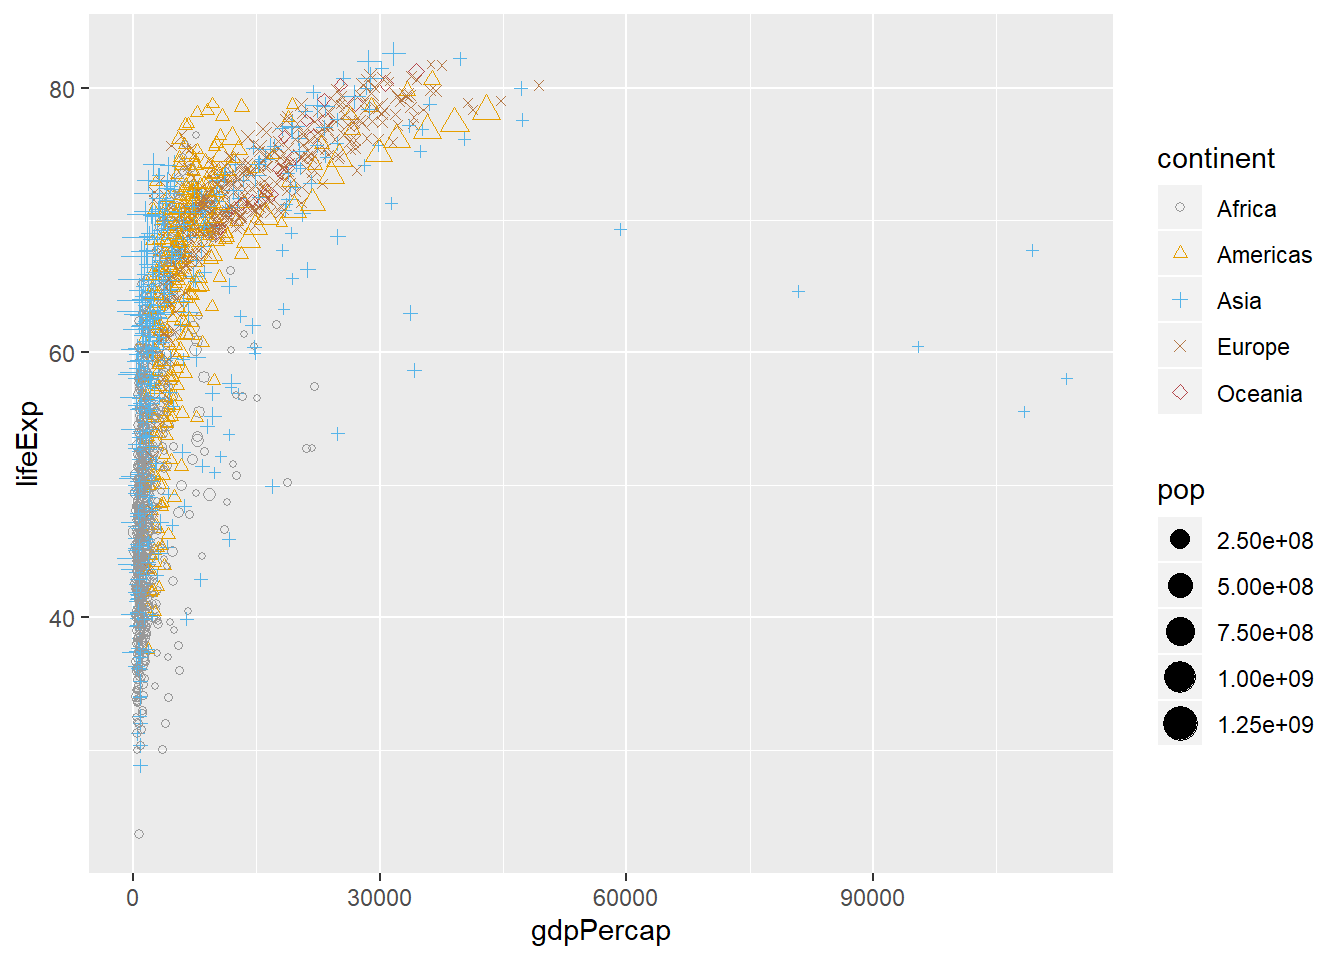 80
60
40
lifeExp
0 30000 60000 90000
gdpPercap
continent
Africa
Americas
Asia
Europe
Oceania
pop
2.50e+08
5.00e+08
7.50e+08
1.00e+09
1.25e+09